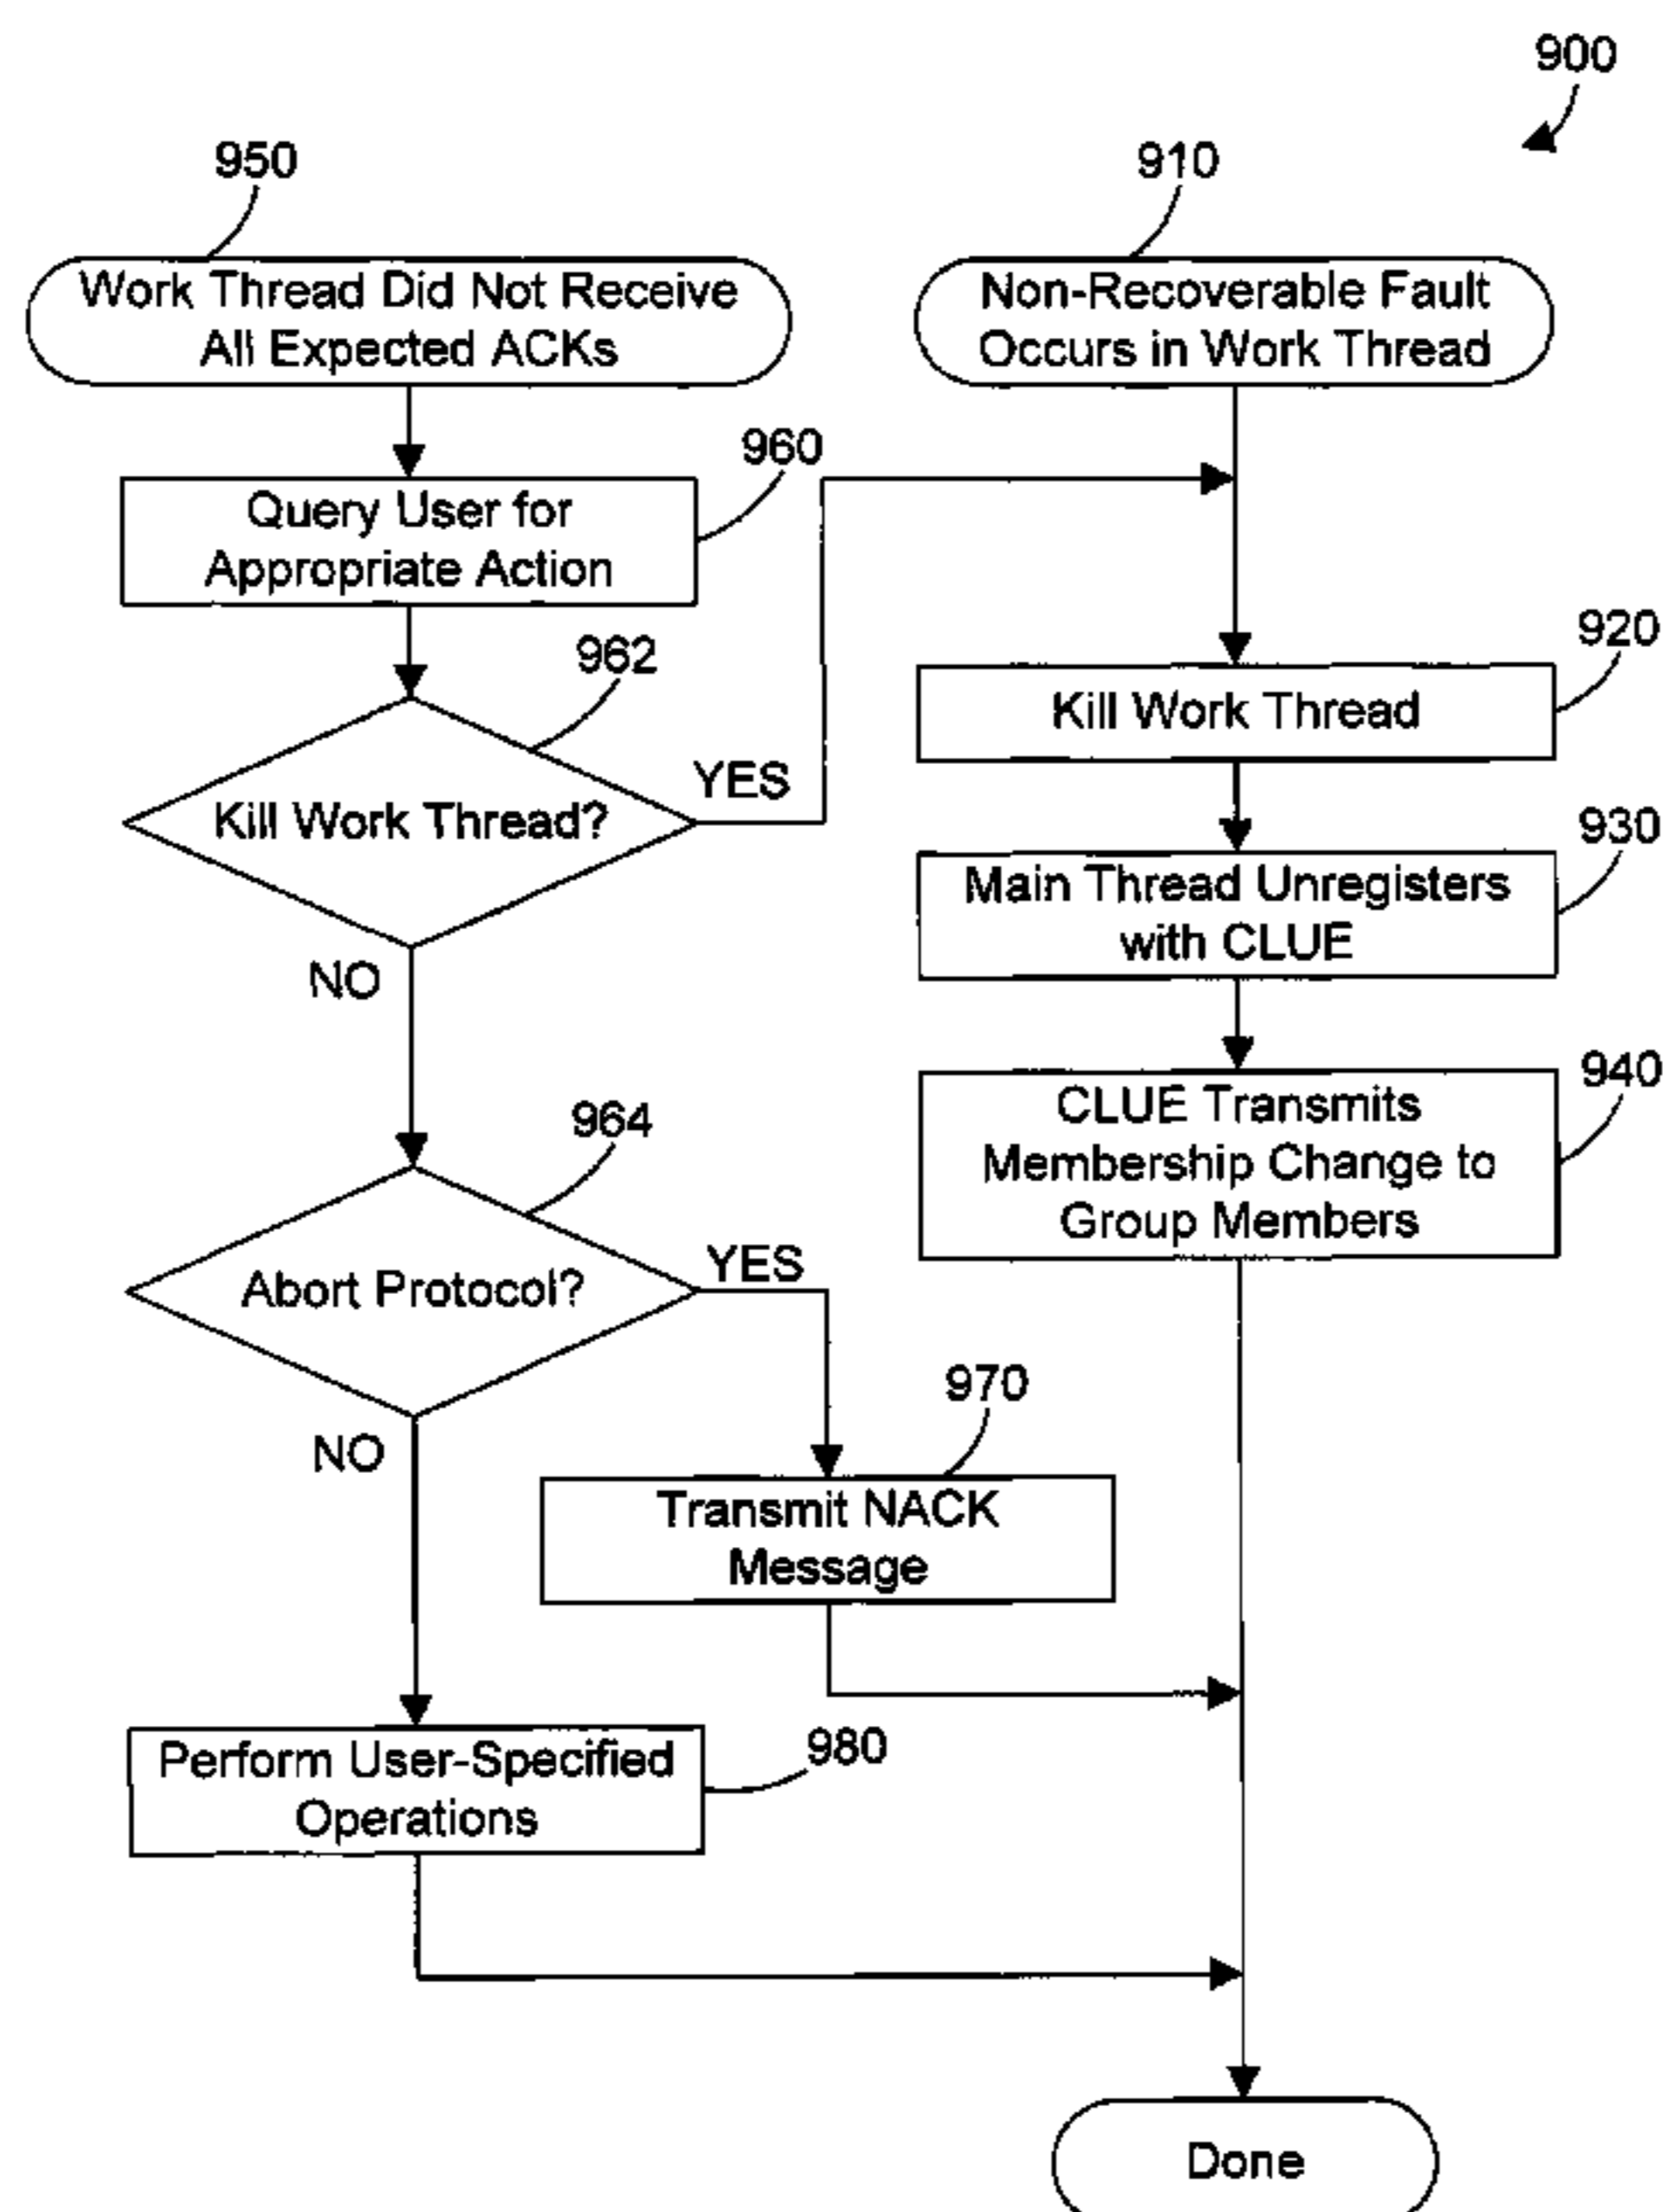 900
950
910
Work Thread Did Not Receive
All Expected ACKs
Non-Recoverable Fault
Occurs in Work Thread
960
Query User for
Appropriate Action
962
920
Kill Work Thread
YES
Kill Work Thread?
930
Main Thread Unregisters
with CLUE
NO
940
CLUE Transmits
Membership Change to
Group Members
964
YES
Abort Protocol?
970
NO
Transmit NACK
Message
980
Perform User-Specified
Operations
Done